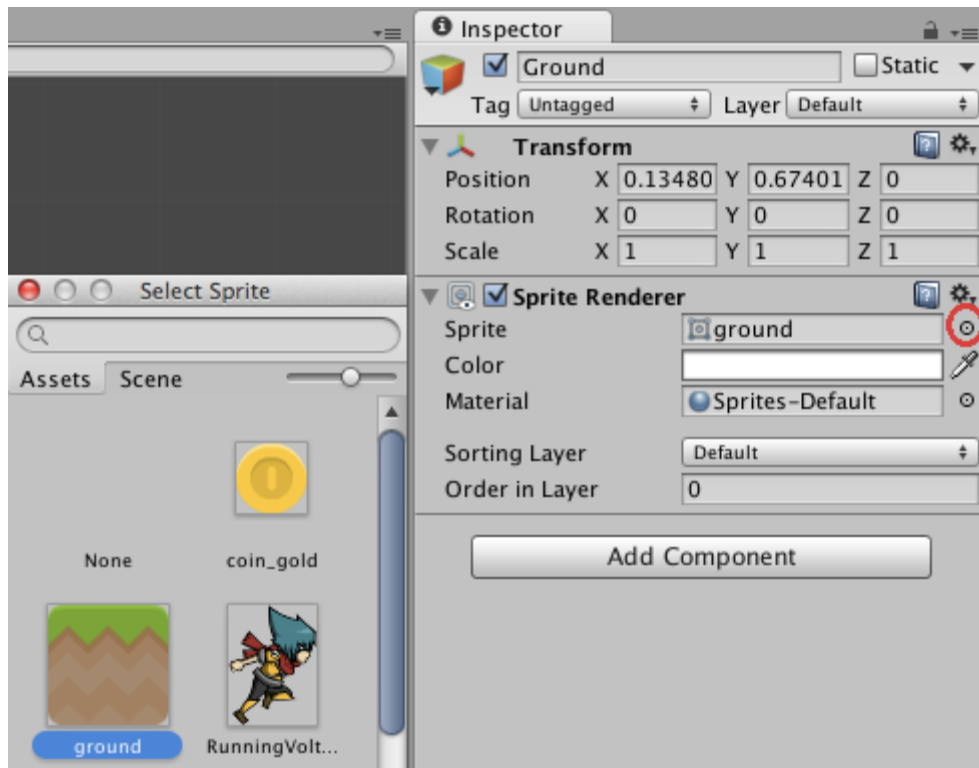 Inspector
Ground
Static
Tag Untagged Layer Default
Transform
Position X 0.13480 Y 0.67401 Z 0
Rotation X 0 Y 0 Z 0
Scale X 1 Y 1 Z 1
Select Sprite
Assets Scene
None
coin_gold
ground
RunningVolt...
Sprite Renderer
Sprite ground
Color
Material Sprites-Default
Sorting Layer Default
Order in Layer 0
Add Component